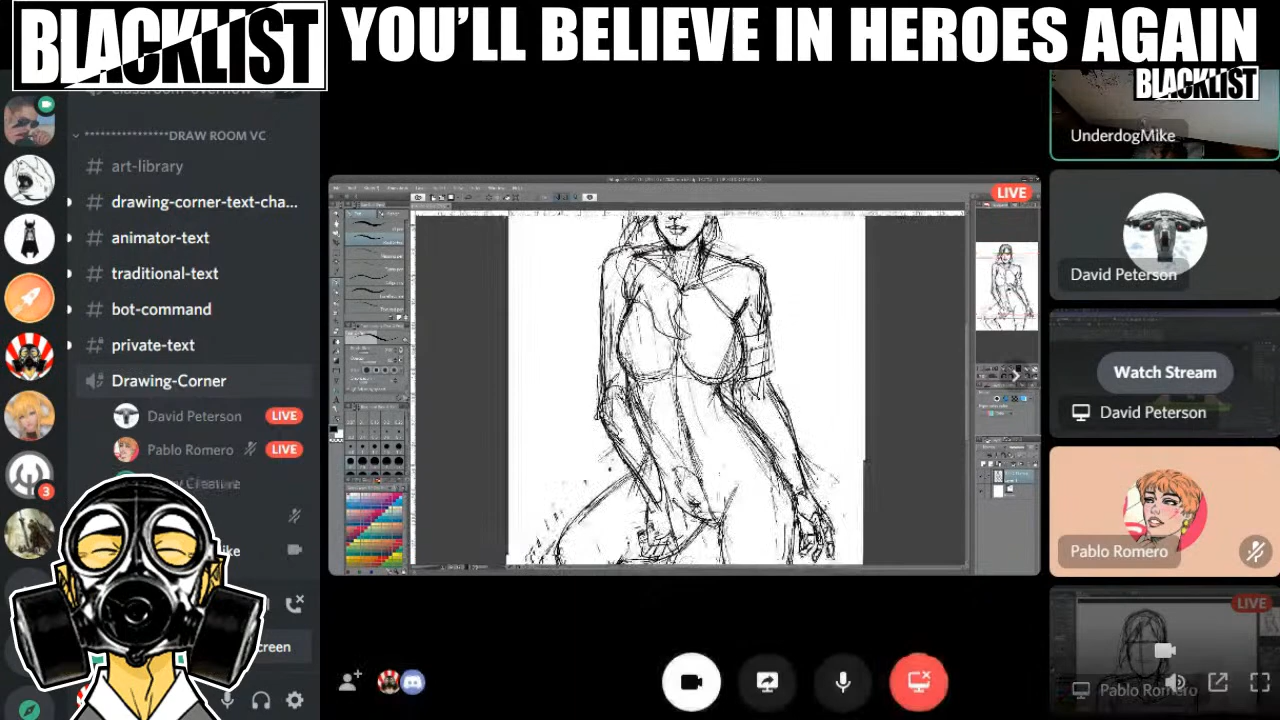 BLACKLIST
YOU'LL BELIEVE IN HEROES AGAIN
BLACKLIST
UnderdogMike
DRAW ROOM VC
art-library
drawing-corner-text-cha...
animator-text
traditional-text
bot-command
private-text
Drawing-Corner
David Peterson LIVE
Pablo Romero LIVE
3
LIVE
David Peterson
Watch Stream
David Peterson
Pablo Romero
LIVE
Pablo Romero